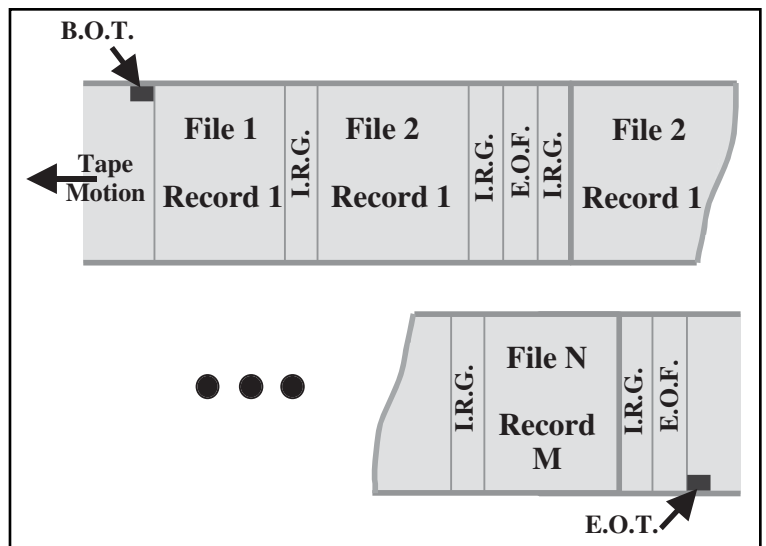 B.O.T.
Tape
Motion
File 1
Record 1
I.R.G.
File 2
Record 1
I.R.G.
E.O.F.
I.R.G.
File 2
Record 1
I.R.G.
File N
Record
M
I.R.G.
E.O.F.
E.O.T.